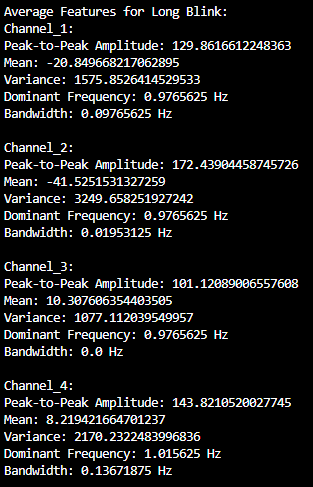 Average Features for Long Blink:
Channel_1:
Peak-to-Peak Amplitude: 129.8616612248363
Mean: -20.849668217062895
Variance: 1575.8526414529533
Dominant Frequency: 0.9765625 Hz
Bandwidth: 0.09765625 Hz

Channel_2:
Peak-to-Peak Amplitude: 172.43904458745726
Mean: -41.5251531327259
Variance: 3249.658251927242
Dominant Frequency: 0.9765625 Hz
Bandwidth: 0.01953125 Hz

Channel_3:
Peak-to-Peak Amplitude: 101.12089006557608
Mean: 10.307606354403505
Variance: 1077.112039549957
Dominant Frequency: 0.9765625 Hz
Bandwidth: 0.0 Hz

Channel_4:
Peak-to-Peak Amplitude: 143.8210520027745
Mean: 8.219421664701237
Variance: 2170.2322483996836
Dominant Frequency: 1.015625 Hz
Bandwidth: 0.13671875 Hz